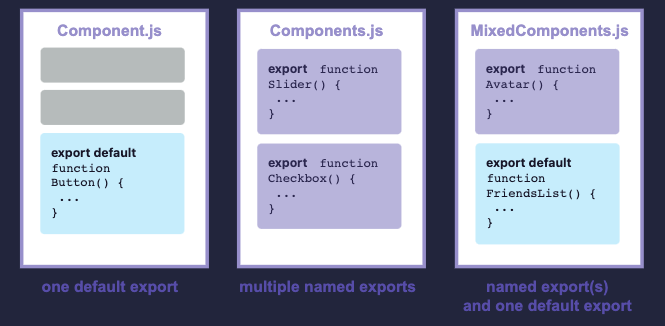 Component.js
export default
function
Button() {
...
}
one default export
Components.js
export function
Slider() {
...
}
export function
Checkbox() {
...
}
multiple named exports
MixedComponents.js
export function
Avatar() {
...
}
export default
function
FriendsList() {
...
}
named export(s)
and one default export